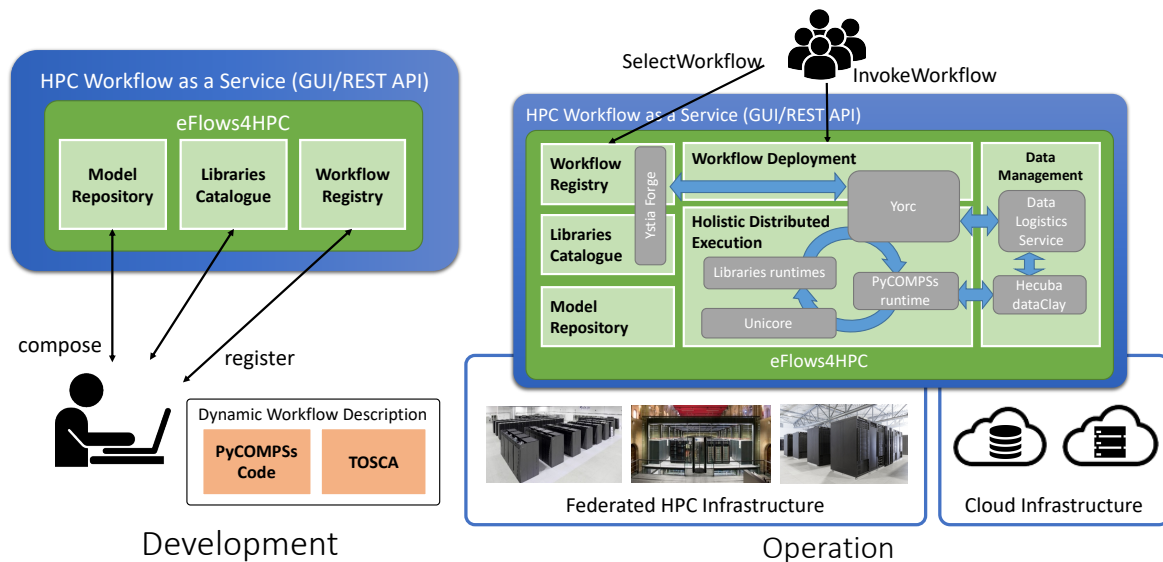 HPC Workflow as a Service (GUI/REST API)
eFlows4HPC
Model
Repository
Libraries
Catalogue
Workflow
Registry
compose
register
Dynamic Workflow Description
PyCOMPSs
Code
TOSCA
Development
SelectWorkflow
InvokeWorkflow
HPC Workflow as a Service (GUI/REST API)
Workflow
Registry
Ystia Forge
Libraries
Catalogue
Model
Repository
Workflow Deployment
Yorc
Holistic Distributed
Execution
Libraries runtimes
PyCOMPSs
runtime
Unicore
Data
Management
Data
Logistics
Service
Hecuba
dataClay
eFlows4HPC
Federated HPC Infrastructure
Cloud Infrastructure
Operation